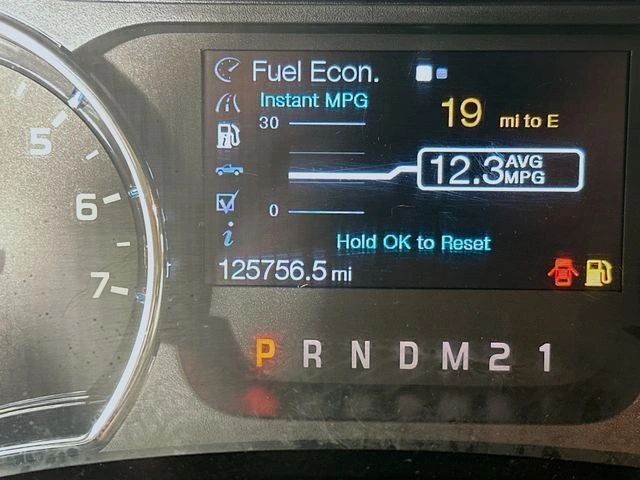 5
6
7
Fuel Econ.
Instant MPG
30
19 mi to E
12.3 AVG MPG
0
Hold OK to Reset
125756.5 mi
P R N D M 2 1